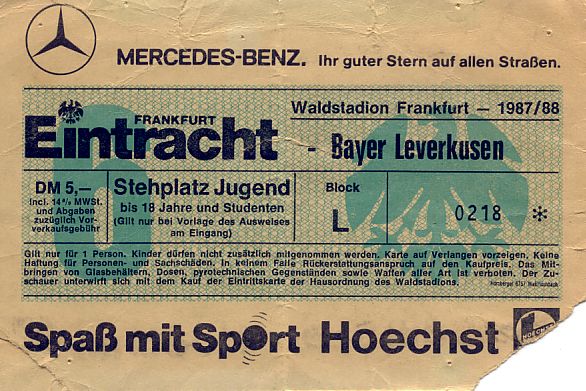 MERCEDES-BENZ. Ihr guter Stern auf allen Straßen.
Waldstadion Frankfurt — 1987/88
FRANKFURT
Eintracht - Bayer Leverkusen
6
DM 5,—
incl. 14% MWSt.
und Abgaben
zuzüglich Vor-
verkaufsgebühr
Stehplatz Jugend
bis 18 Jahre und Studenten
(Gilt nur bei Vorlage des Ausweises
am Eingang)
Block
L
0218 *
Gilt nur für 1 Person. Kinder dürfen nicht zusätzlich mitgenommen werden. Karte auf Verlangen vorzeigen. Keine
Haftung für Personen- und Sachschäden. In keinem Falle Rückerstattungsanspruch auf den Kaufpreis. Das Mit-
bringen von Glasbehältern, Dosen, pyrotechnischen Gegenständen sowie Waffen aller Art ist verboten. Der Zu-
schauer unterwirft sich mit dem Kauf der Eintrittskarte der Hausordnung des Waldstadions.
Spaß mit Sport Hoechst
HOECHST